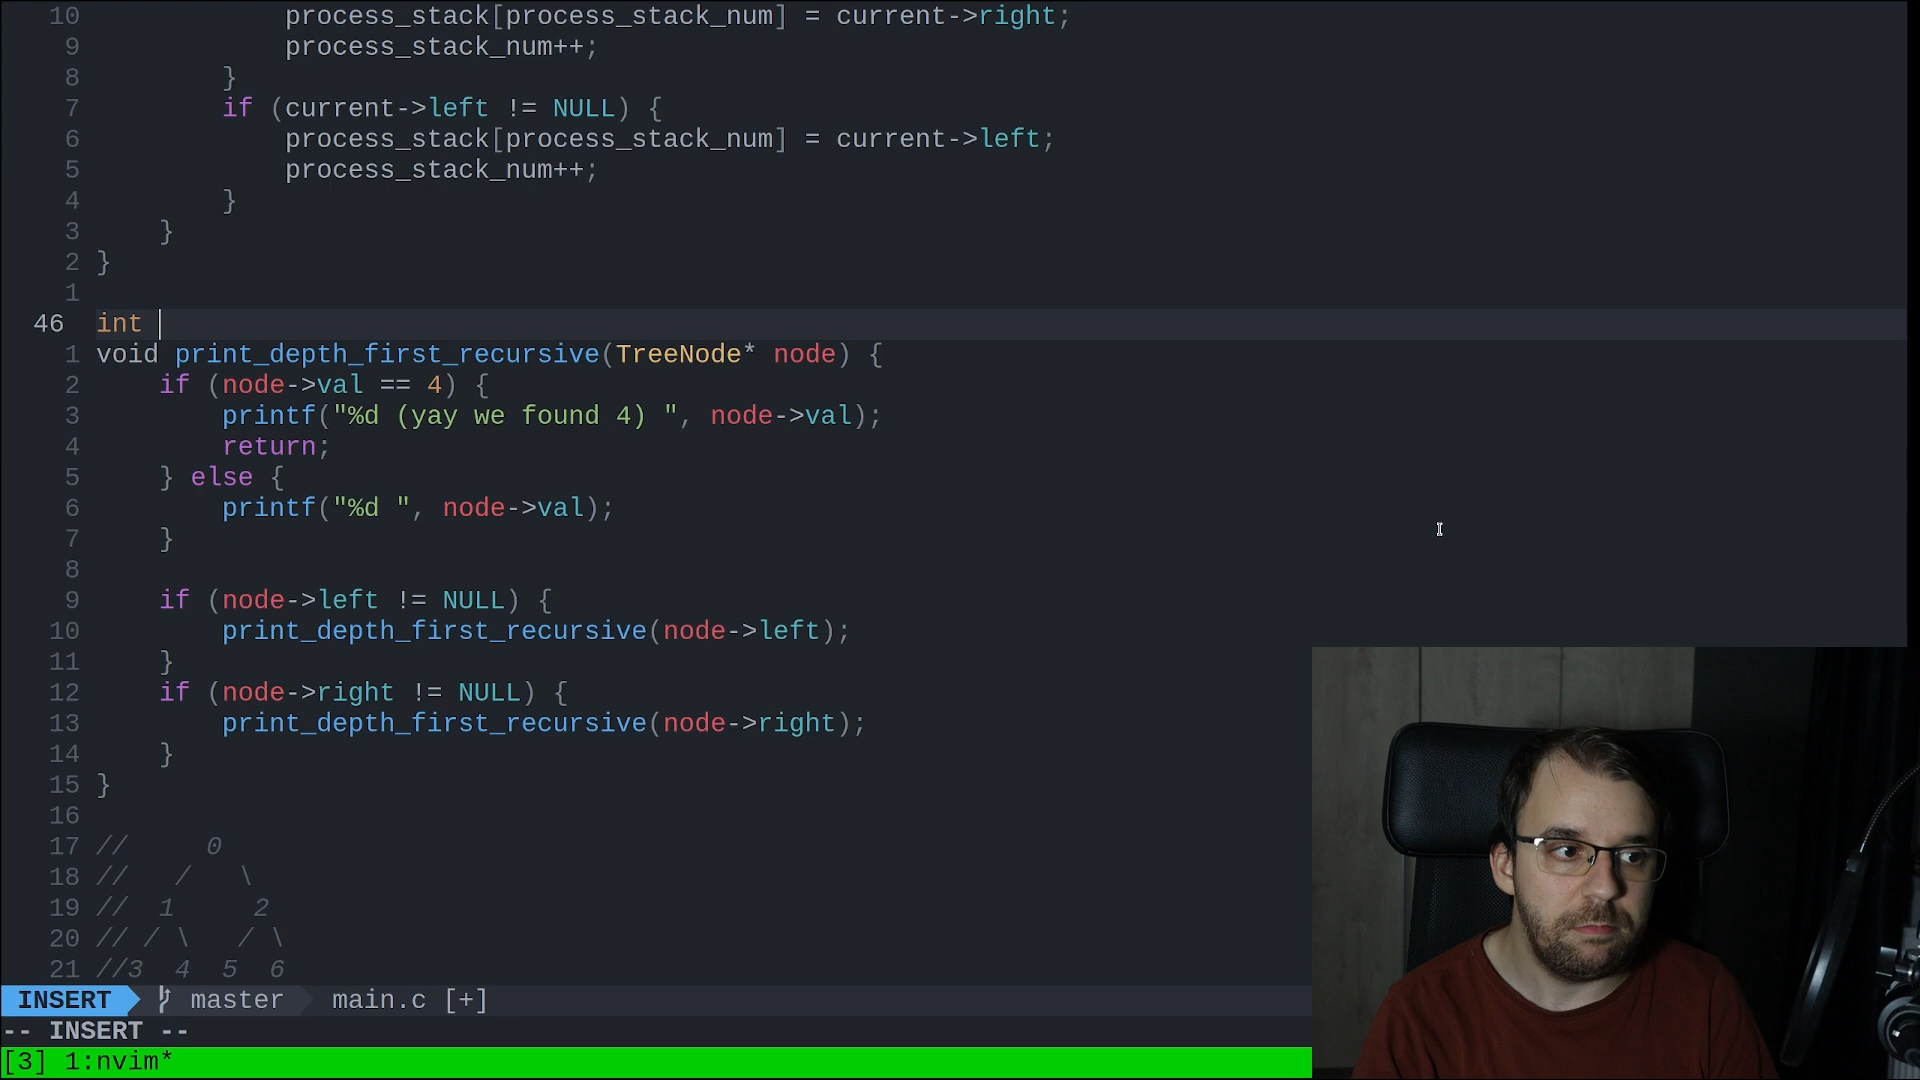 10             process_stack[process_stack_num] = current->right;
9             process_stack_num++;
8         }
7         if (current->left != NULL) {
6             process_stack[process_stack_num] = current->left;
5             process_stack_num++;
4         }
3     }
2 }
1
46 int
1 void print_depth_first_recursive(TreeNode* node) {
2     if (node->val == 4) {
3         printf("%d (yay we found 4) ", node->val);
4         return;
5     } else {
6         printf("%d ", node->val);
7     }
8
9     if (node->left != NULL) {
10         print_depth_first_recursive(node->left);
11     }
12     if (node->right != NULL) {
13         print_depth_first_recursive(node->right);
14     }
15 }
16
17 //     0
18 //   /   \
19 //  1     2
20 // / \   / \
21 //3  4  5  6
INSERT master main.c [+]
-- INSERT --
[3] 1:nvim*